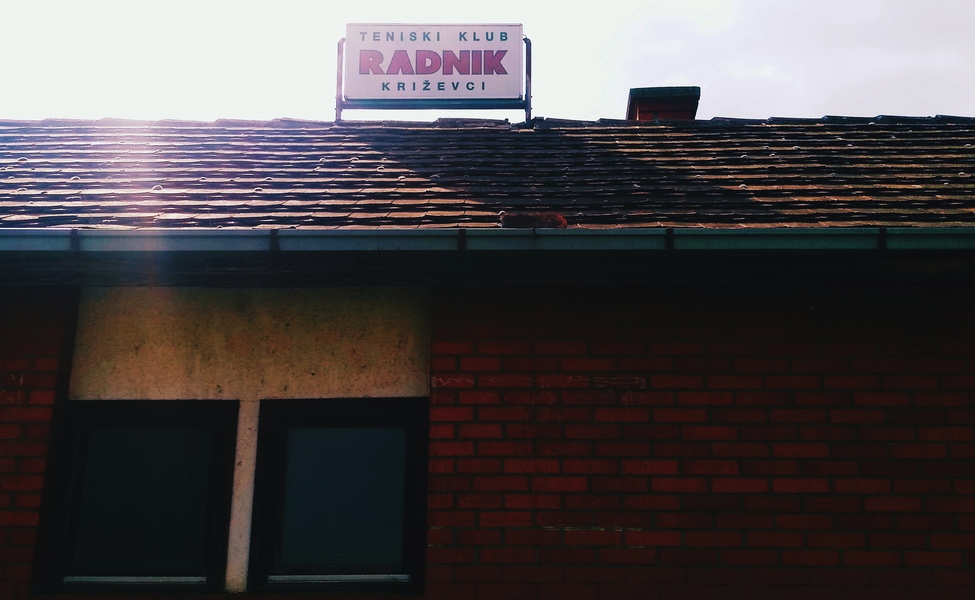 TENISKI KLUB
RADNIK
KRIŽEVCI